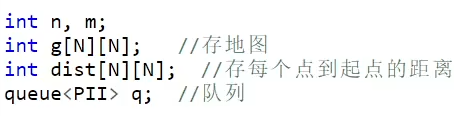 int n, m;
int g[N][N];   //存地图
int dist[N][N];  //存每个点到起点的距离
queue<PII> q;  //队列